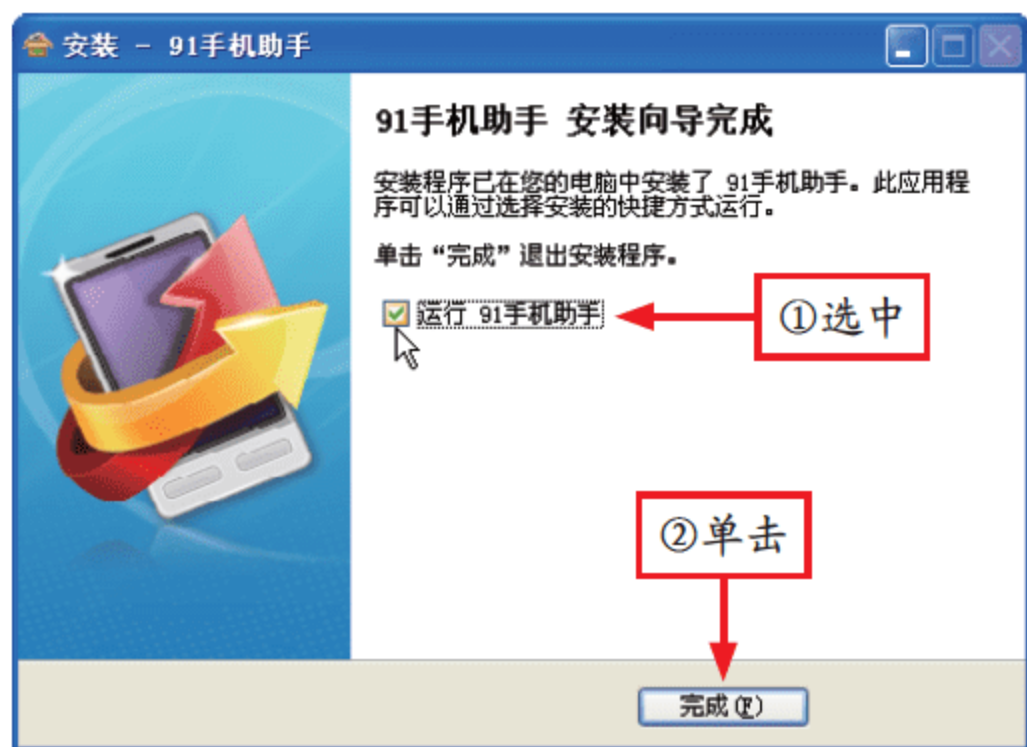 安装 - 91手机助手
91手机助手 安装向导完成
安装程序已在您的电脑中安装了 91手机助手。此应用程
序可以通过选择安装的快捷方式运行。
单击“完成”退出安装程序。
运行 91手机助手
①选中
②单击
完成(F)